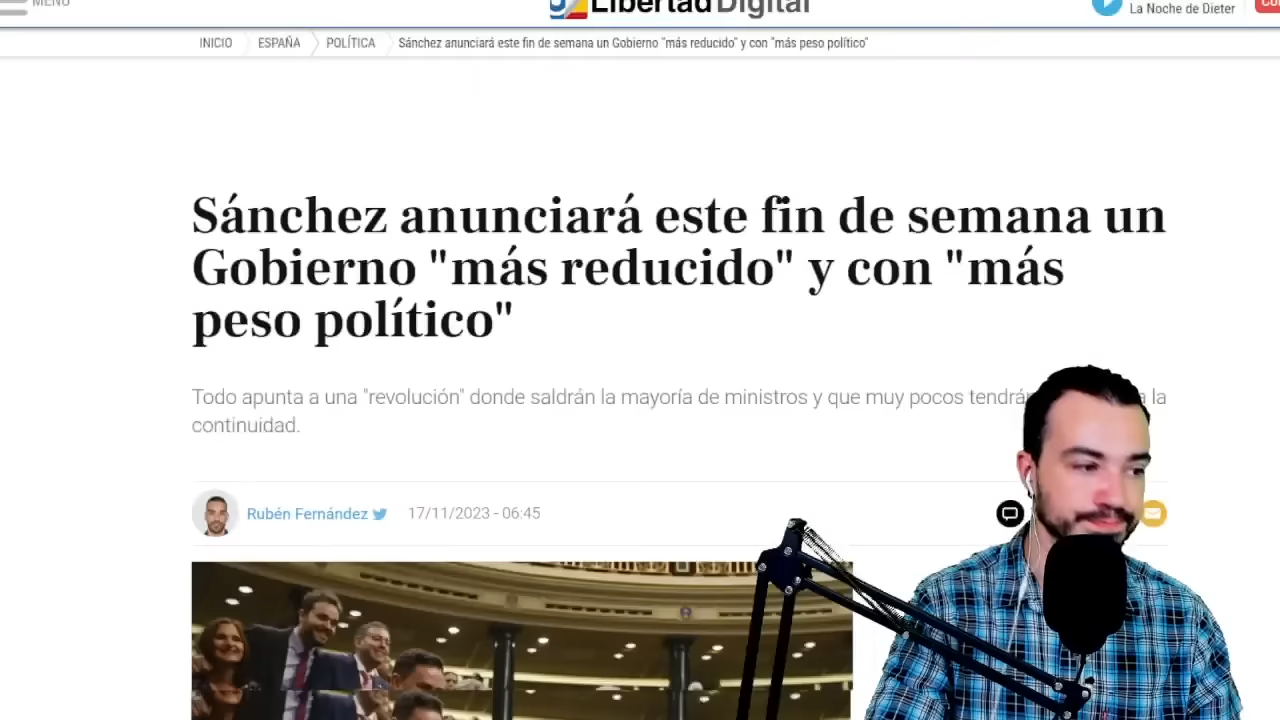 MENÚ
Libertad Digital
La Noche de Dieter
INICIO ESPAÑA POLÍTICA Sánchez anunciará este fin de semana un Gobierno "más reducido" y con "más peso político"
Sánchez anunciará este fin de semana un
Gobierno "más reducido" y con "más
peso político"
Todo apunta a una "revolución" donde saldrán la mayoría de ministros y que muy pocos la
continuidad.
Rubén Fernández 17/11/2023 - 06:45